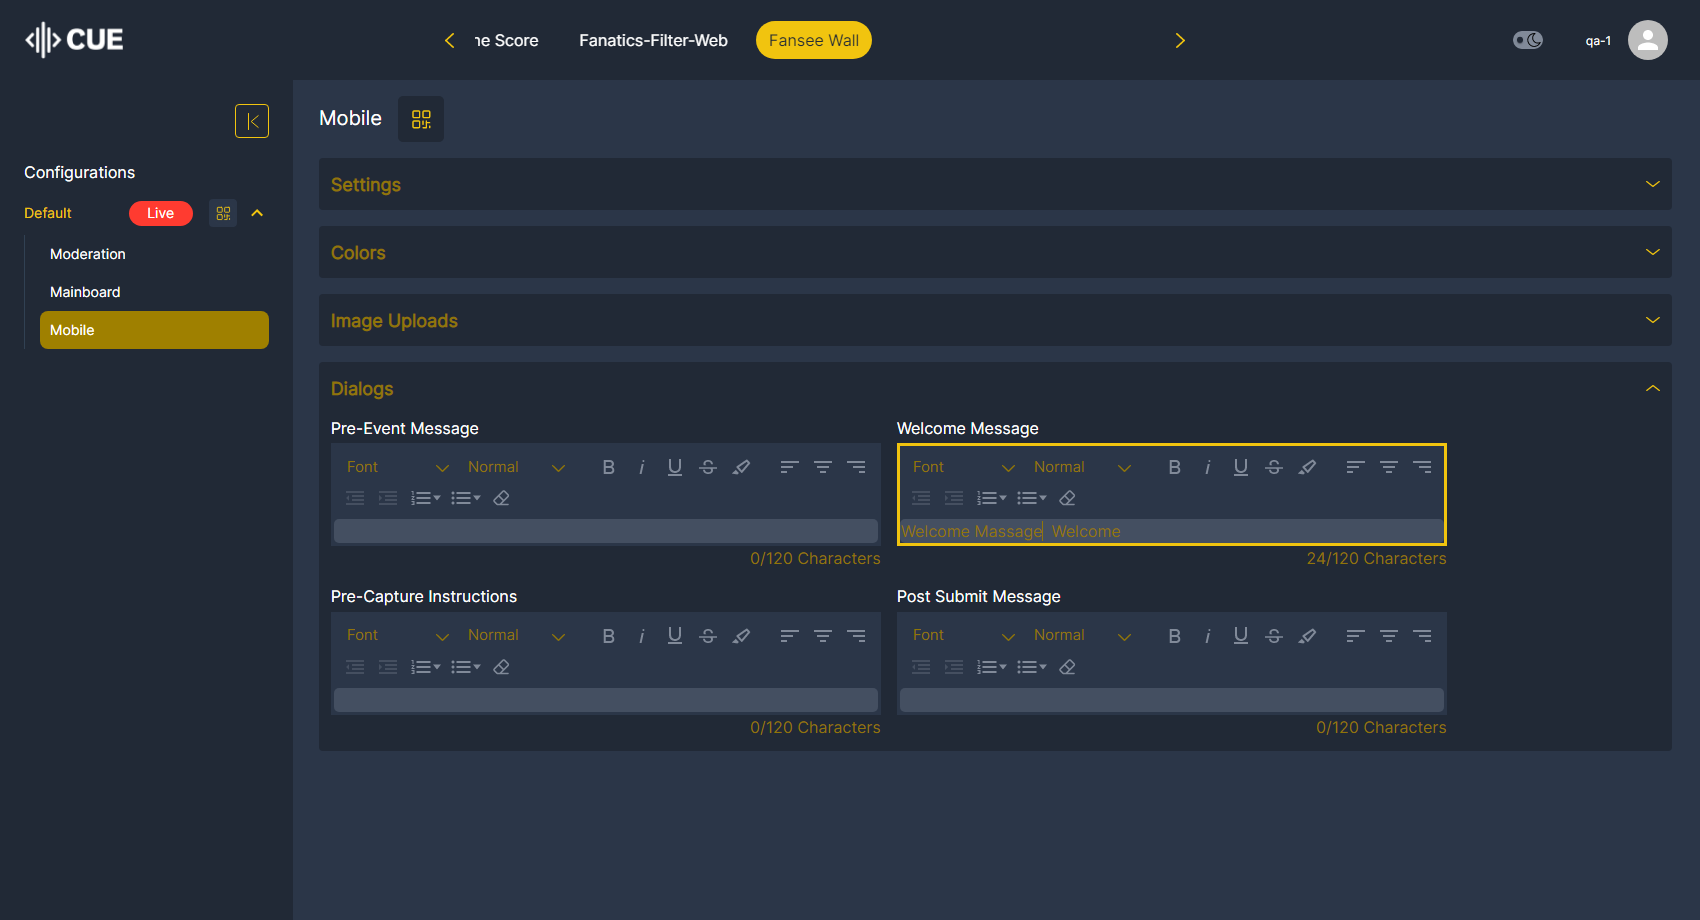 CUE
ne Score
Fanatics-Filter-Web
Fansee Wall
qa-1
Configurations
Default
Live
Moderation
Mainboard
Mobile
Mobile
Settings
Colors
Image Uploads
Dialogs
Pre-Event Message
Font Normal B i U S
0/120 Characters
Welcome Message
Font Normal B i U S
Welcome Massage Welcome
24/120 Characters
Pre-Capture Instructions
Font Normal B i U S
0/120 Characters
Post Submit Message
Font Normal B i U S
0/120 Characters